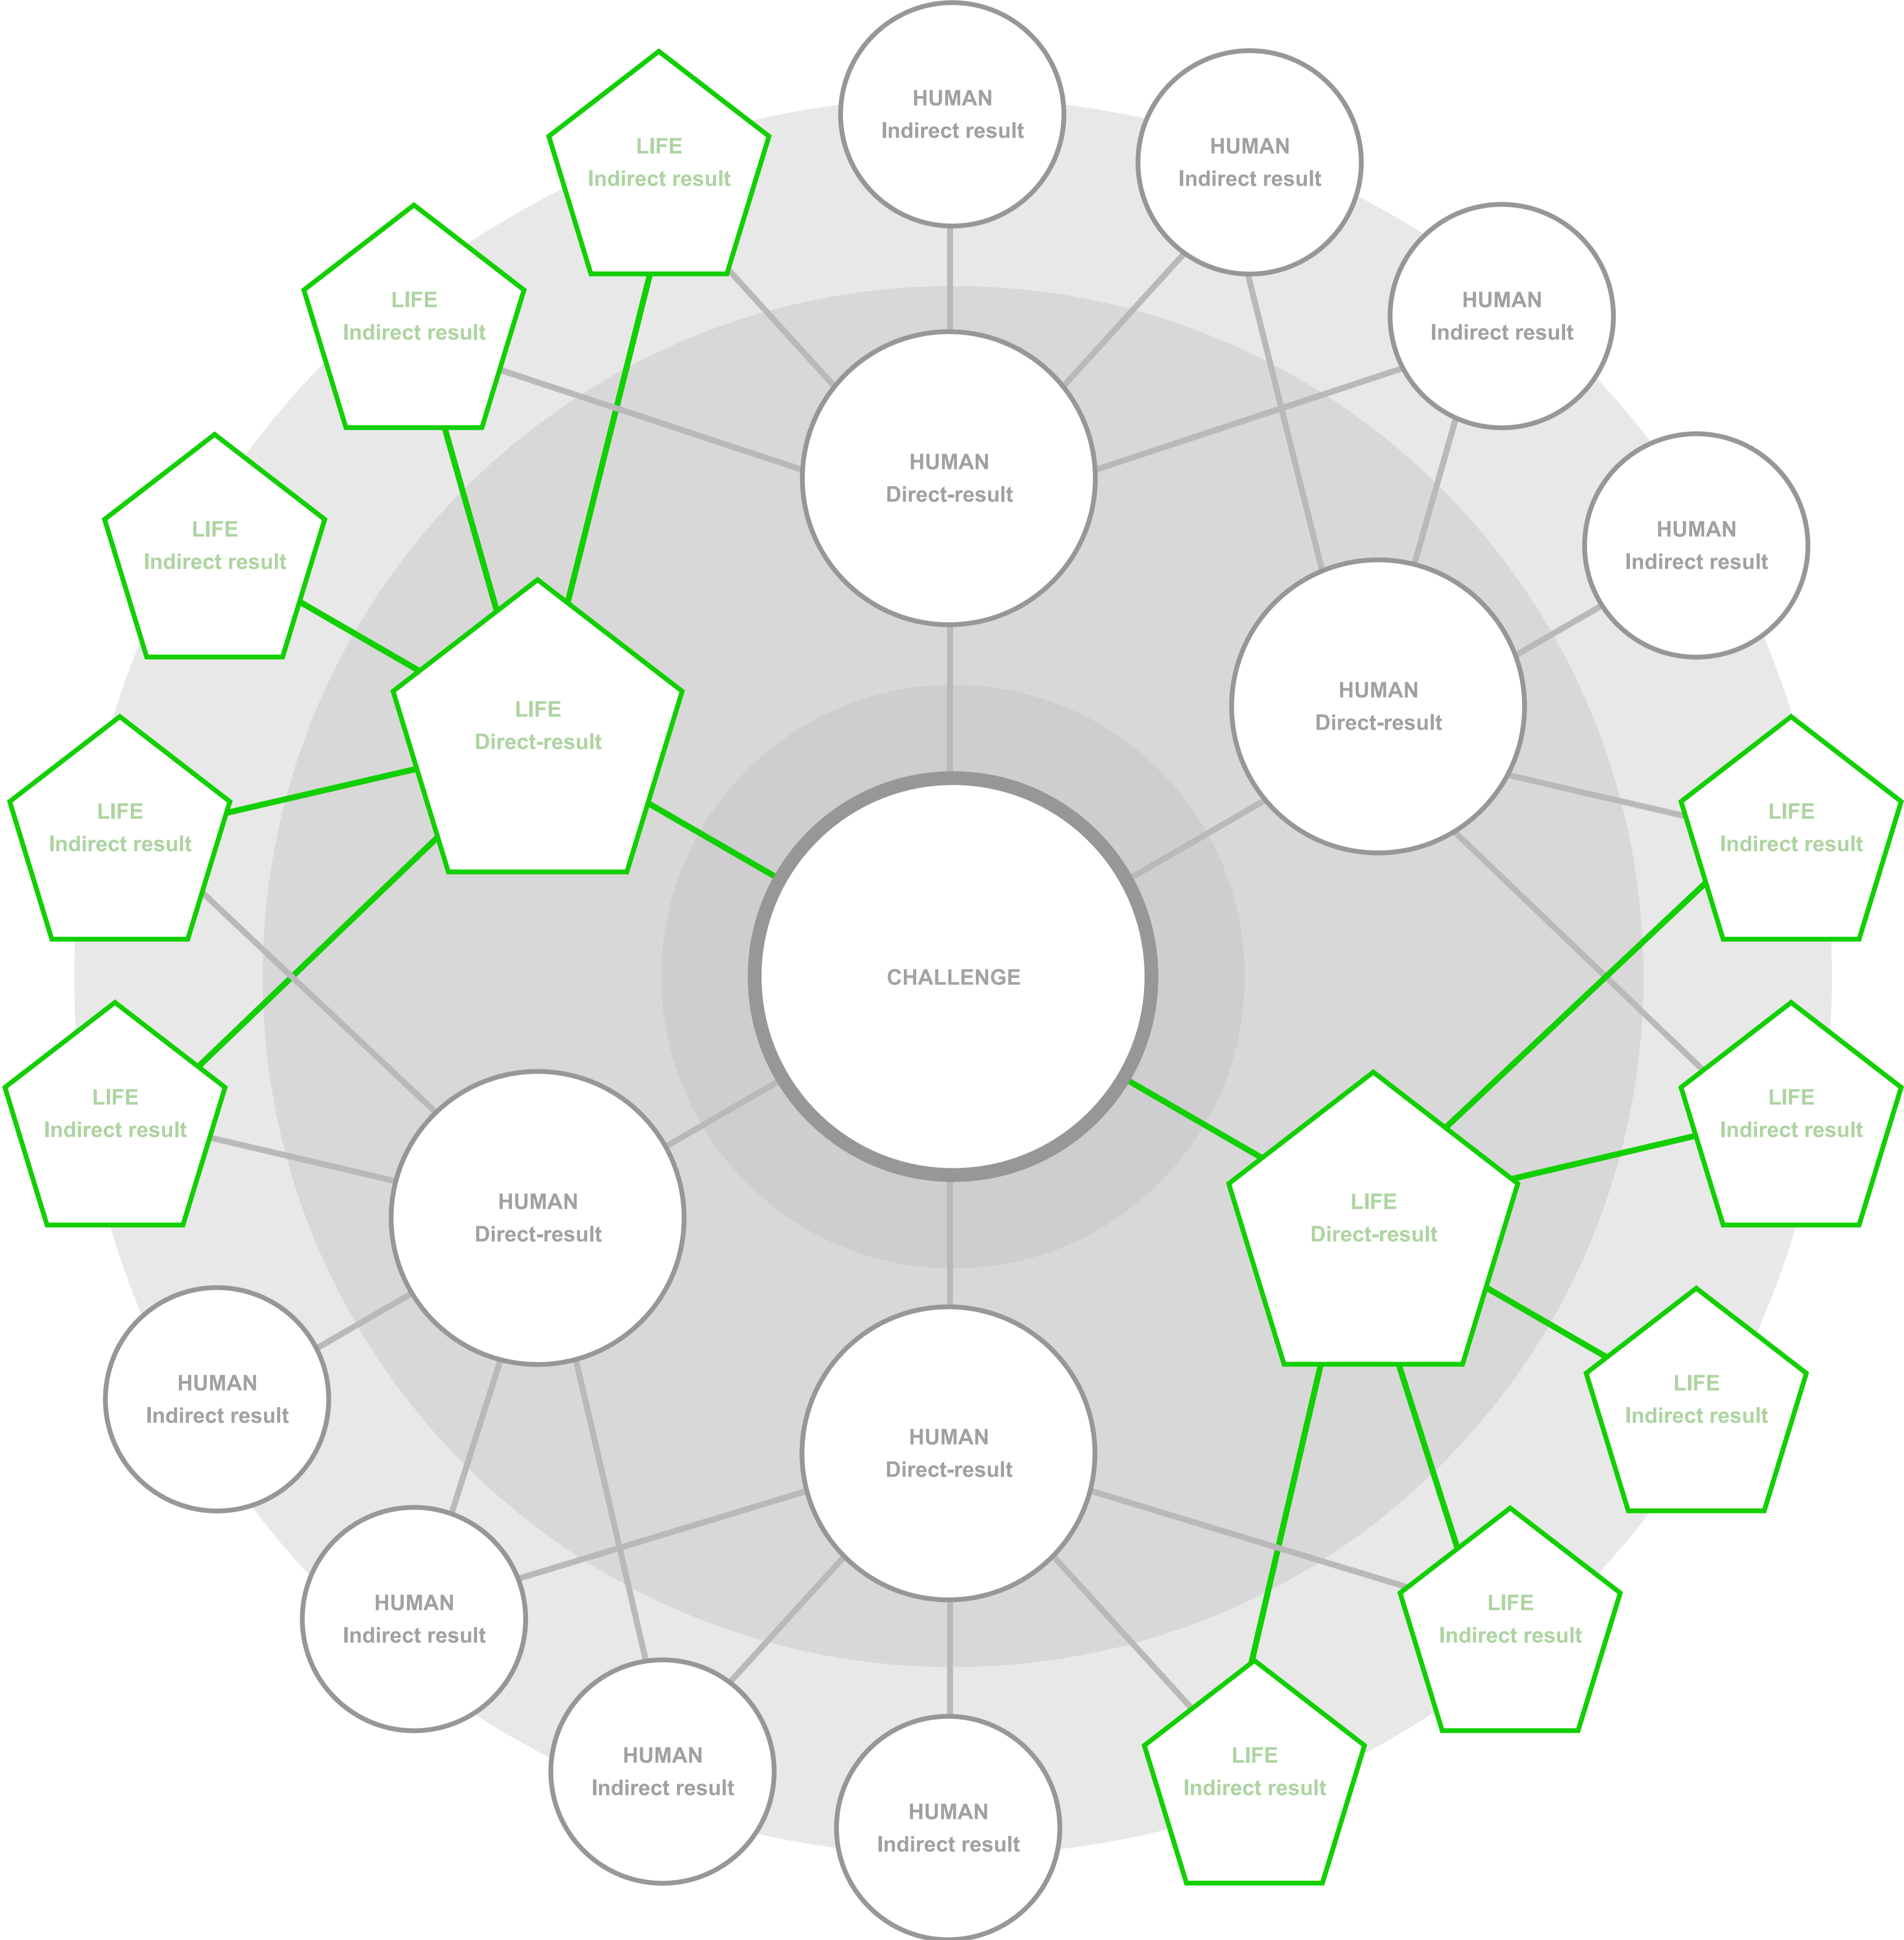 HUMAN
Indirect result
LIFE
Indirect result
HUMAN
Indirect result
LIFE
Indirect result
HUMAN
Indirect result
HUMAN
Direct-result
LIFE
Indirect result
HUMAN
Indirect result
HUMAN
Direct-result
LIFE
Direct-result
LIFE
Indirect result
LIFE
Indirect result
CHALLENGE
LIFE
Indirect result
LIFE
Indirect result
HUMAN
Direct-result
LIFE
Direct-result
HUMAN
Indirect result
LIFE
Indirect result
HUMAN
Direct-result
HUMAN
Indirect result
LIFE
Indirect result
HUMAN
Indirect result
LIFE
Indirect result
HUMAN
Indirect result